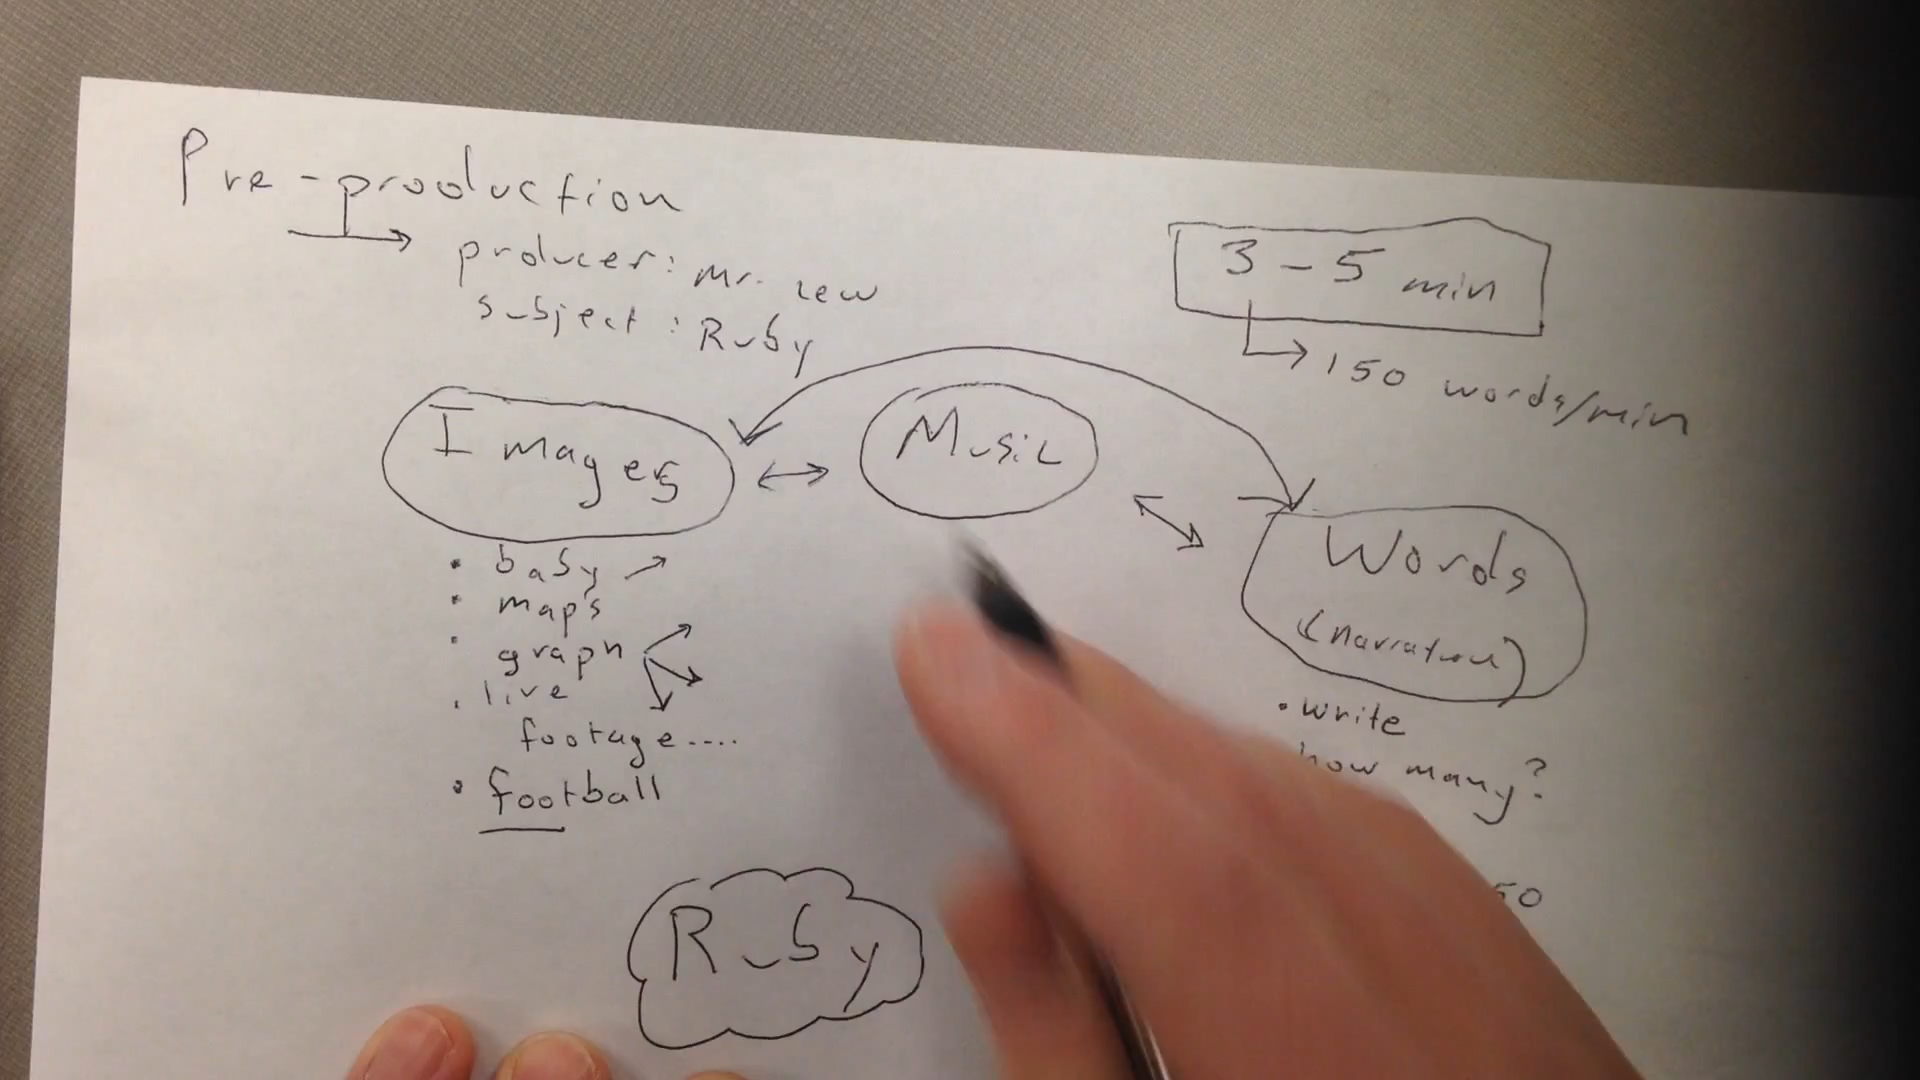 Pre-production
producer: Mr. Lew
subject: Ruby
3-5 min
150 words/min
Images
Music
Words
(narration)
• baby
• maps
• graph
• live
footage....
• football
• write
how many?
50
Ruby